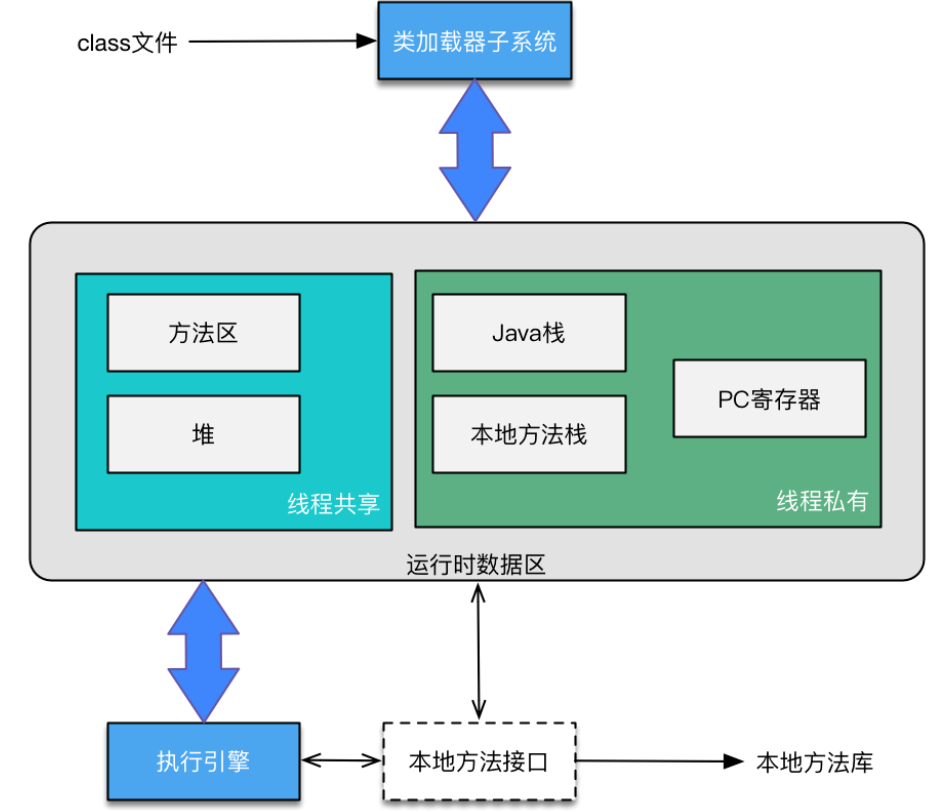 class文件
类加载器子系统
方法区
堆
线程共享
Java栈
本地方法栈
PC寄存器
线程私有
运行时数据区
执行引擎
本地方法接口
本地方法库